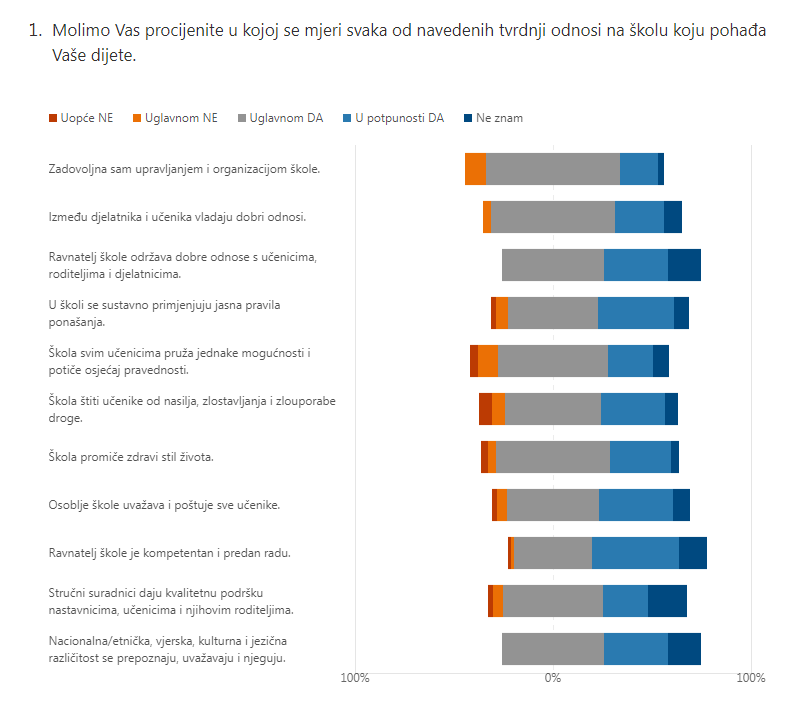 1. Molimo Vas procijenite u kojoj se mjeri svaka od navedenih tvrdnji odnosi na školu koju pohađa
Vaše dijete.
Uopće NE Uglavnom NE Uglavnom DA U potpunosti DA Ne znam
Zadovoljna sam upravljanjem i organizacijom škole.
Između djelatnika i učenika vladaju dobri odnosi.
Ravnatelj škole održava dobre odnose s učenicima,
roditeljima i djelatnicima.
U školi se sustavno primjenjuju jasna pravila
ponašanja.
Škola svim učenicima pruža jednake mogućnosti i
potiče osjećaj pravednosti.
Škola štiti učenike od nasilja, zlostavljanja i zlouporabe
droge.
Škola promiče zdravi stil života.
Osoblje škole uvažava i poštuje sve učenike.
Ravnatelj škole je kompetentan i predan radu.
Stručni suradnici daju kvalitetnu podršku
nastavnicima, učenicima i njihovim roditeljima.
Nacionalna/etnička, vjerska, kulturna i jezična
različitost se prepoznaju, uvažavaju i njeguju.
100% 0% 100%